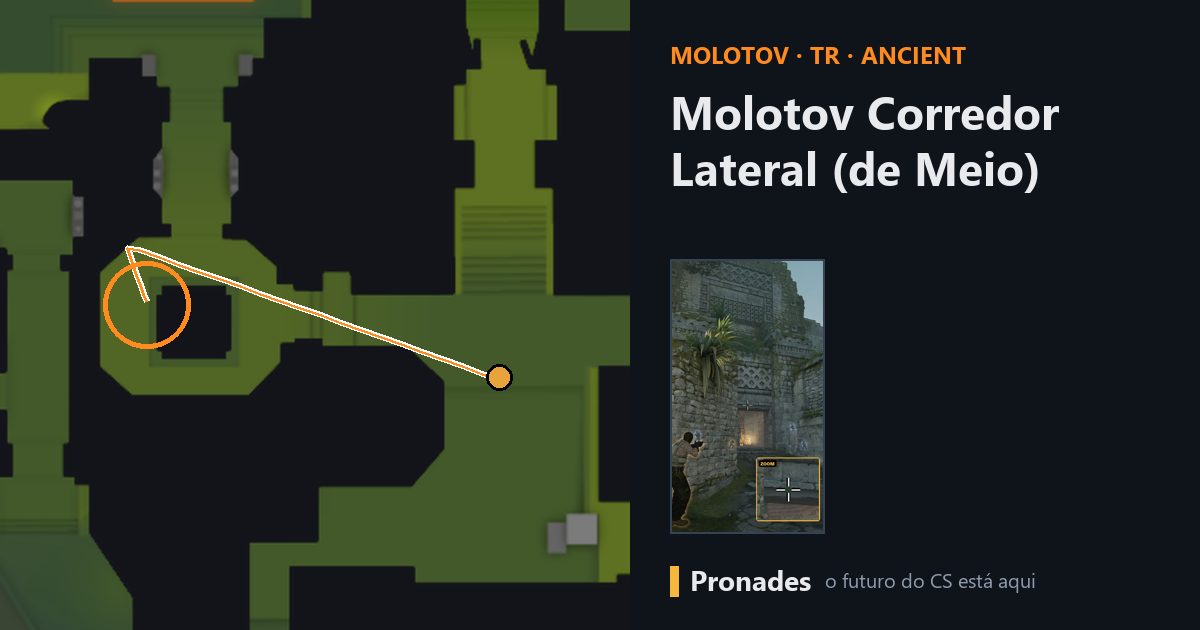 MOLOTOV · TR · ANCIENT
Molotov Corredor
Lateral (de Meio)
ZOOM
Pronades o futuro do CS está aqui